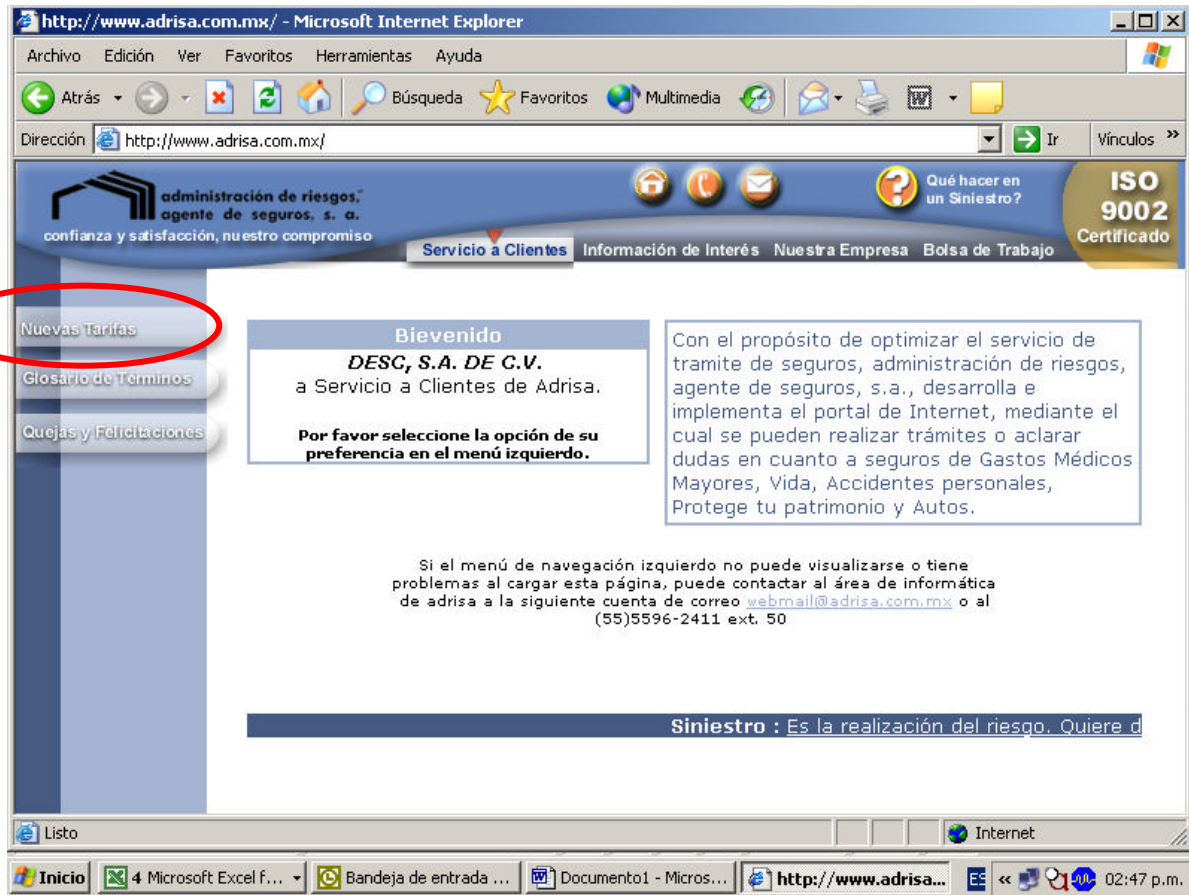 http://www.adrisa.com.mx/ - Microsoft Internet Explorer
Archivo Edición Ver Favoritos Herramientas Ayuda
Atrás Búsqueda Favoritos Multimedia
Dirección http://www.adrisa.com.mx/ Ir Vínculos »
administración de riesgos,
agente de seguros, s. a.
confianza y satisfacción, nuestro compromiso
Qué hacer en
un Siniestro?
ISO
9002
Certificado
Servicio a Clientes Información de Interés Nuestra Empresa Bolsa de Trabajo
Nuevas Tarifas
Glosario de Términos
Quejas y Felicitaciones
Bievenido
DESC, S.A. DE C.V.
a Servicio a Clientes de Adrisa.
Por favor seleccione la opción de su
preferencia en el menú izquierdo.
Con el propósito de optimizar el servicio de
tramite de seguros, administración de riesgos,
agente de seguros, s.a., desarrolla e
implementa el portal de Internet, mediante el
cual se pueden realizar trámites o aclarar
dudas en cuanto a seguros de Gastos Médicos
Mayores, Vida, Accidentes personales,
Protege tu patrimonio y Autos.
Si el menú de navegación izquierdo no puede visualizarse o tiene
problemas al cargar esta página, puede contactar al área de informática
de adrisa a la siguiente cuenta de correo webmail@adrisa.com.mx o al
(55)5596-2411 ext. 50
Siniestro : Es la realización del riesgo. Quiere d
Listo Internet
Inicio 4 Microsoft Excel f... Bandeja de entrada ... Documento1 - Micros... http://www.adrisa... ES « 02:47 p.m.